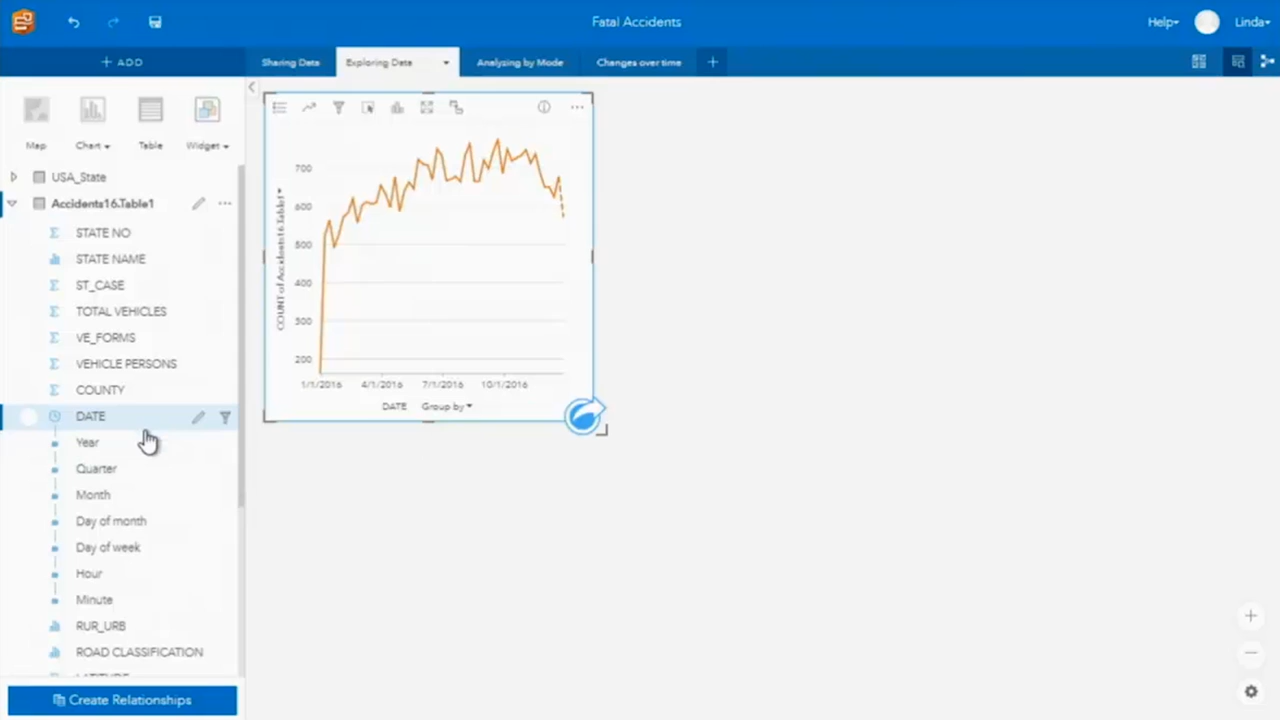 Fatal Accidents
Help
Linda
+ ADD
Sharing Data
Exploring Data
Analyzing by Mode
Changes over time
+
Map
Chart
Table
Widget
USA_State
Accidents16.Table1
STATE NO
STATE NAME
ST_CASE
TOTAL VEHICLES
VE_FORMS
VEHICLE PERSONS
COUNTY
DATE
Year
Quarter
Month
Day of month
Day of week
Hour
Minute
RUR_URB
ROAD CLASSIFICATION
Create Relationships
COUNT of Accidents16.Table1
700
600
500
400
300
200
1/1/2016
4/1/2016
7/1/2016
10/1/2016
DATE
Group by